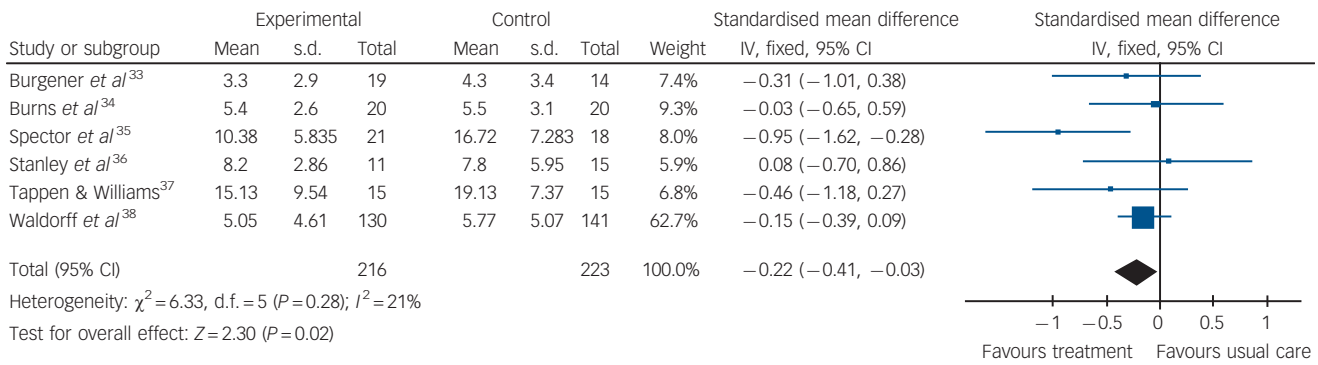 Experimental Control Standardised mean difference Standardised mean difference
Study or subgroup Mean s.d. Total Mean s.d. Total Weight IV, fixed, 95% CI IV, fixed, 95% CI
Burgener et al³³ 3.3 2.9 19 4.3 3.4 14 7.4% −0.31 (−1.01, 0.38)
Burns et al³⁴ 5.4 2.6 20 5.5 3.1 20 9.3% −0.03 (−0.65, 0.59)
Spector et al³⁵ 10.38 5.835 21 16.72 7.283 18 8.0% −0.95 (−1.62, −0.28)
Stanley et al³⁶ 8.2 2.86 11 7.8 5.95 15 5.9% 0.08 (−0.70, 0.86)
Tappen & Williams³⁷ 15.13 9.54 15 19.13 7.37 15 6.8% −0.46 (−1.18, 0.27)
Waldorff et al³⁸ 5.05 4.61 130 5.77 5.07 141 62.7% −0.15 (−0.39, 0.09)
Total (95% CI) 216 223 100.0% −0.22 (−0.41, −0.03)
Heterogeneity: χ² = 6.33, d.f. = 5 (P = 0.28); I² = 21%
Test for overall effect: Z = 2.30 (P = 0.02)
−1 −0.5 0 0.5 1
Favours treatment Favours usual care